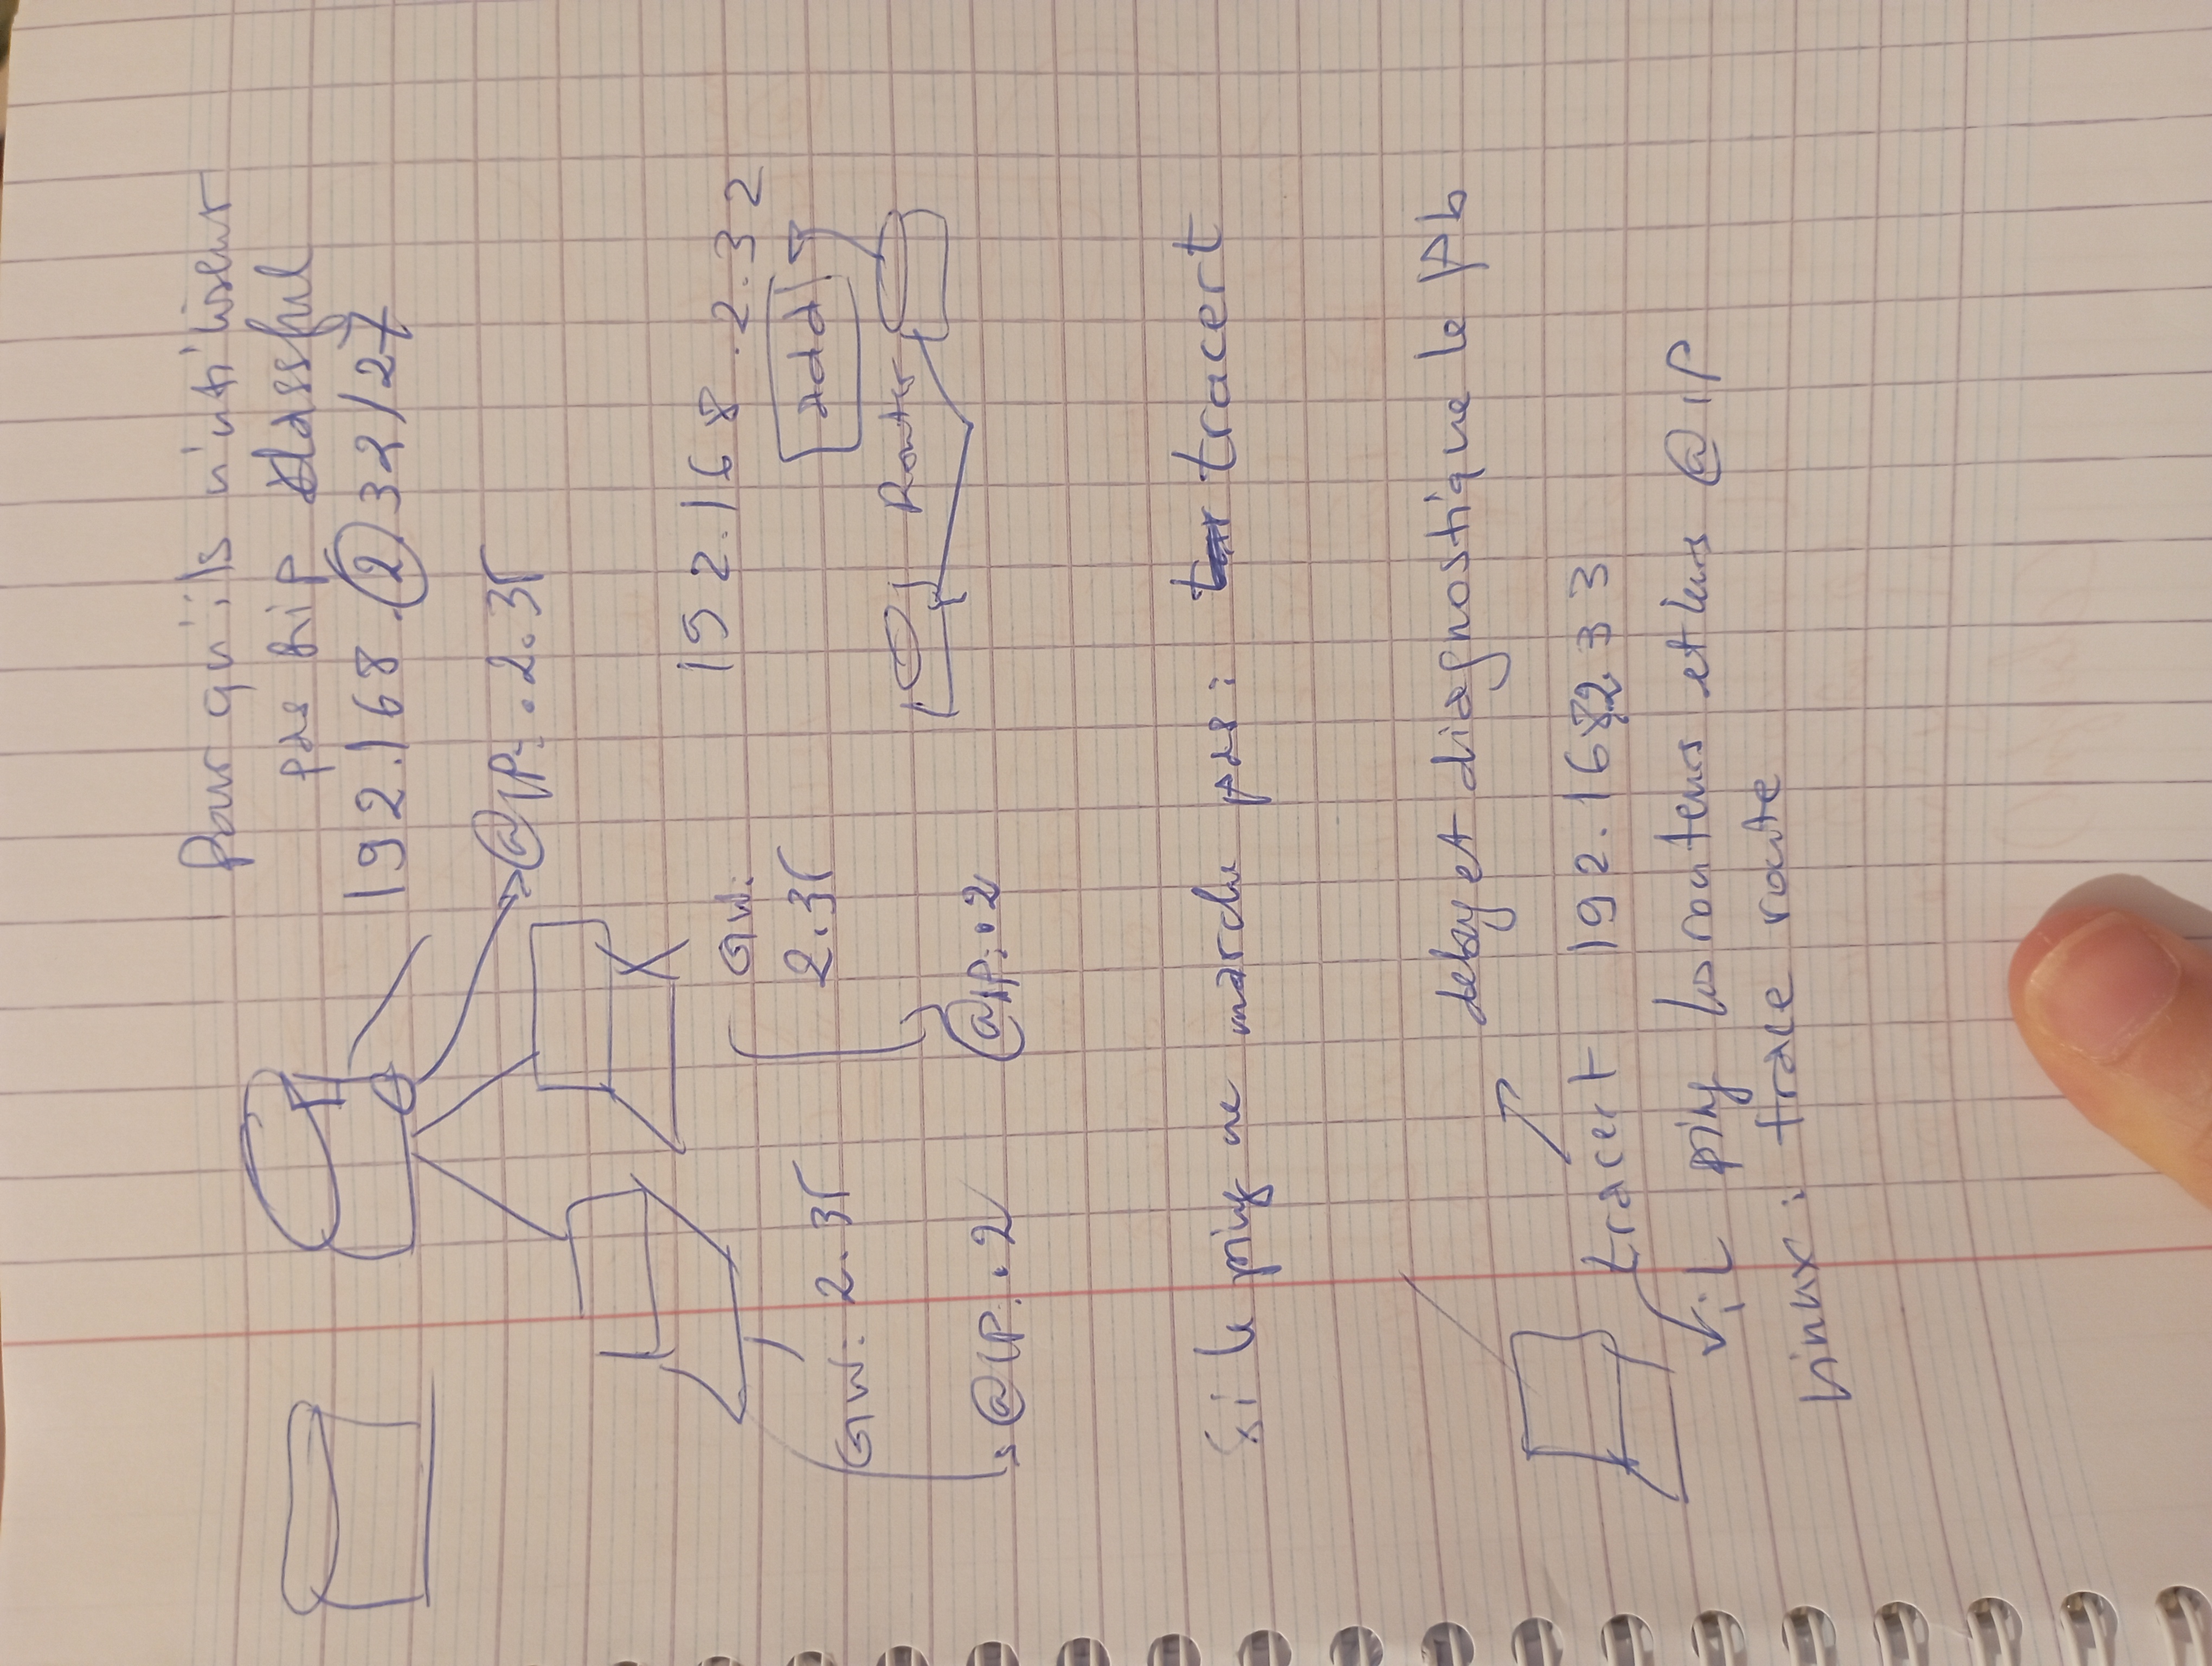 Pour qu'ils n'utilisent
pas Rip classful
192.168.2.32/27
@IP: .2.35
GW:
2.35
GW: 2.35
@IP: .2
@IP: .2
192.168.2.32
add
Router
Si le ping ne marche pas: tracert
debug et diagnostique le Pb
tracert 192.168.2.33
il ping les routeurs et leurs @ IP
Linux: trace route